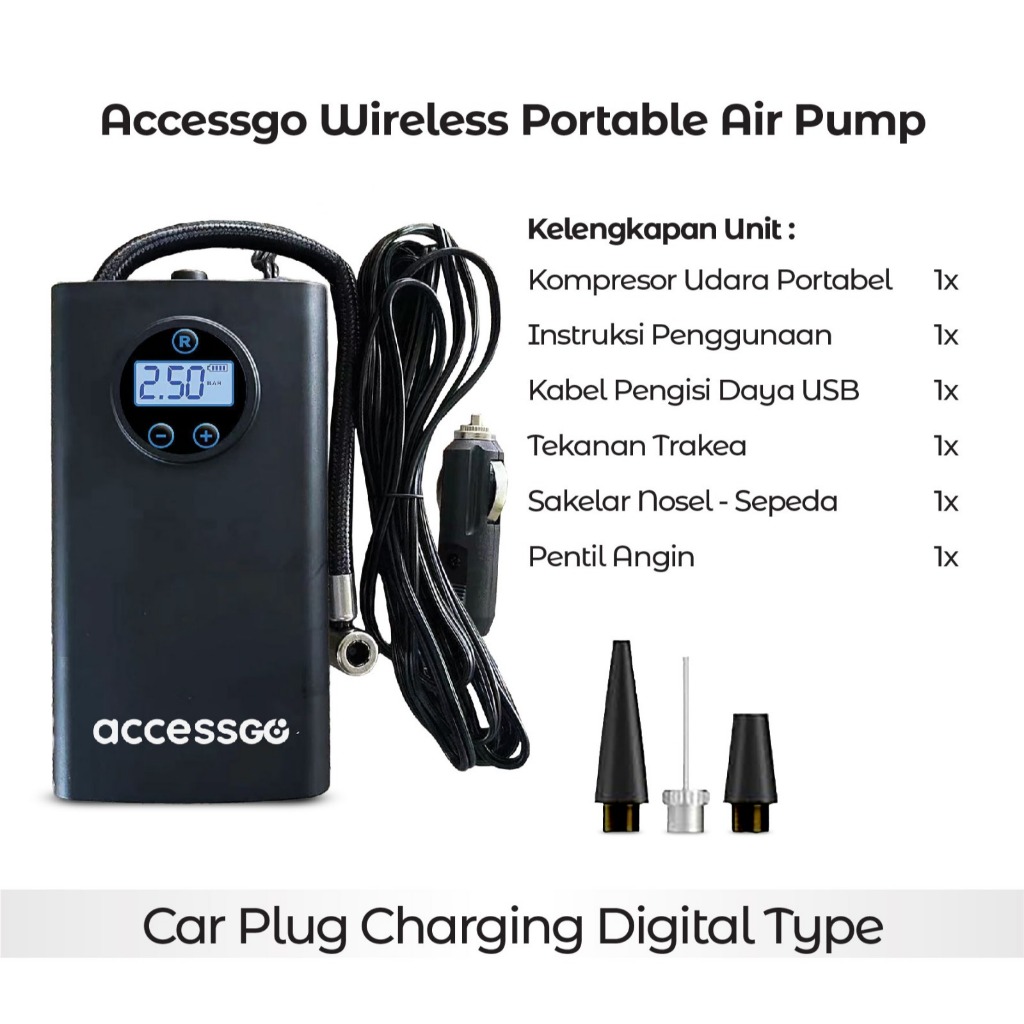 Accessgo Wireless Portable Air Pump
Kelengkapan Unit :
Kompresor Udara Portabel 1x
Instruksi Penggunaan 1x
Kabel Pengisi Daya USB 1x
Tekanan Trakea 1x
Sakelar Nosel - Sepeda 1x
Pentil Angin 1x
R
2.50 BAR
- +
accessGO
Car Plug Charging Digital Type